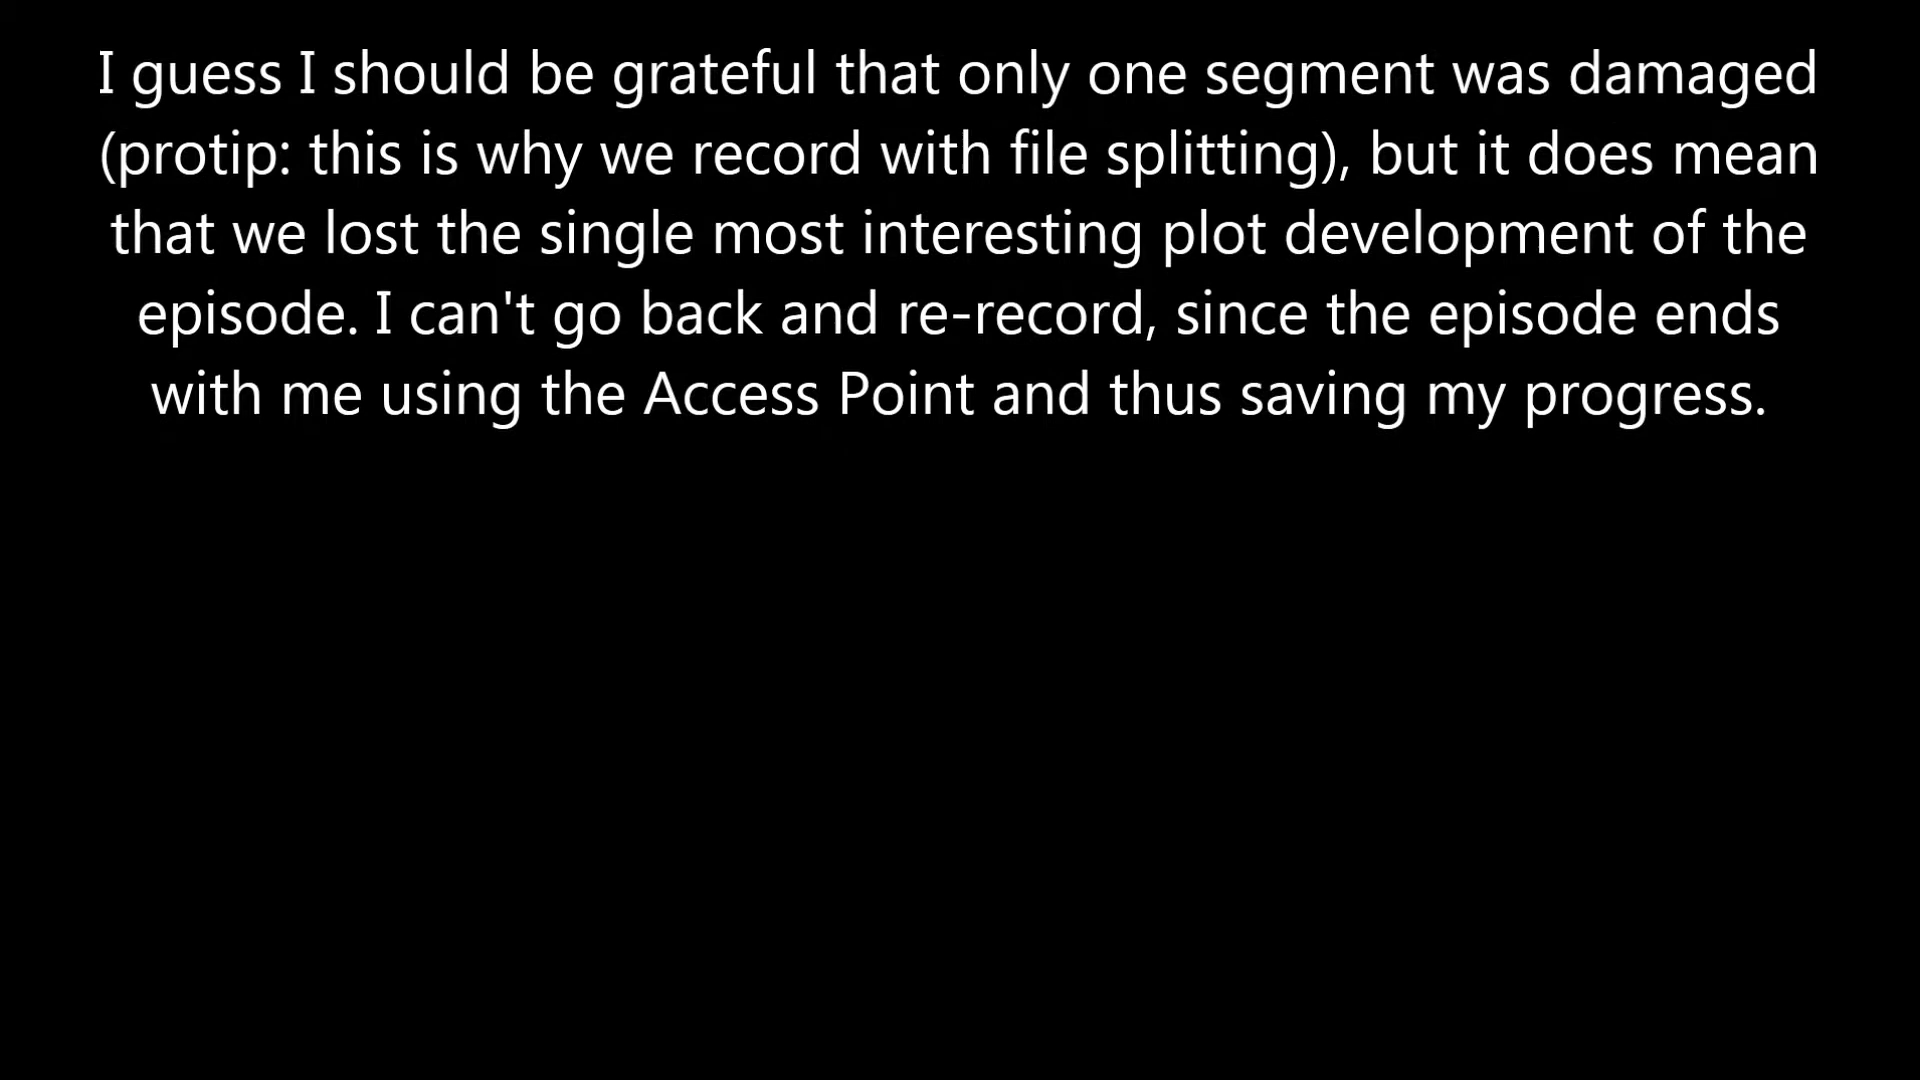 I guess I should be grateful that only one segment was damaged
(protip: this is why we record with file splitting), but it does mean
that we lost the single most interesting plot development of the
episode. I can't go back and re-record, since the episode ends
with me using the Access Point and thus saving my progress.